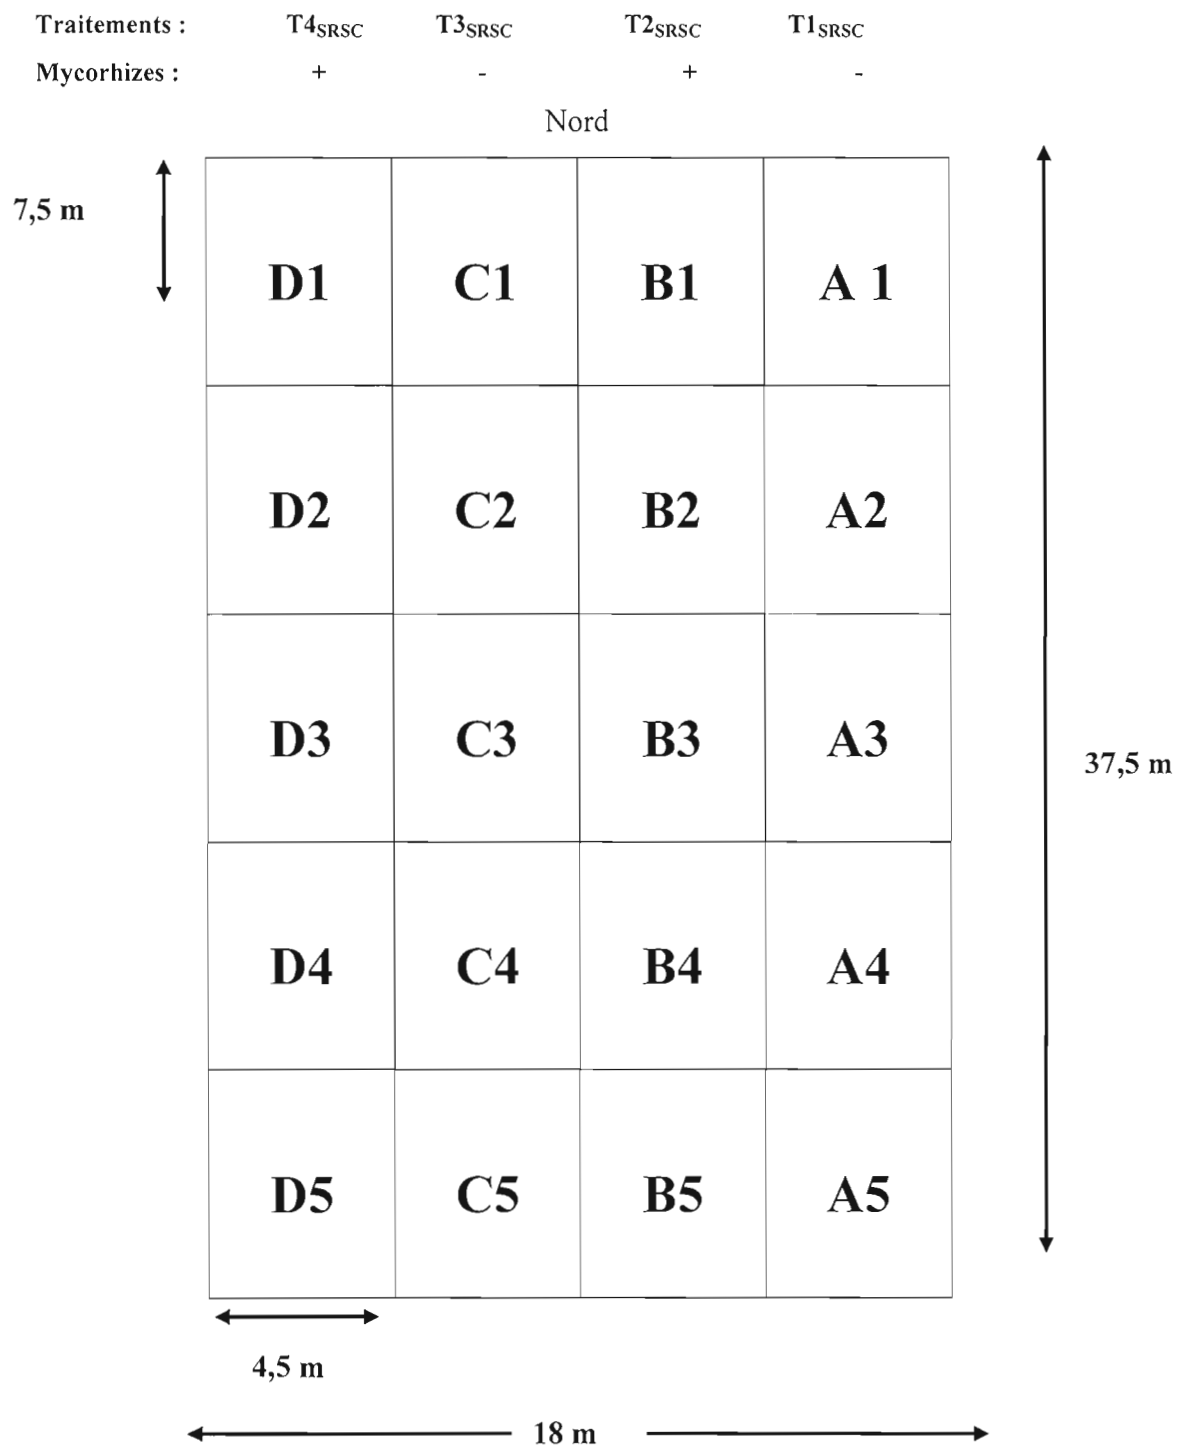 Traitements : T4SRSC T3SRSC T2SRSC T1SRSC
Mycorhizes : + - + -
Nord
7,5 m
D1 C1 B1 A 1
D2 C2 B2 A2
D3 C3 B3 A3
37,5 m
D4 C4 B4 A4
D5 C5 B5 A5
4,5 m
18 m